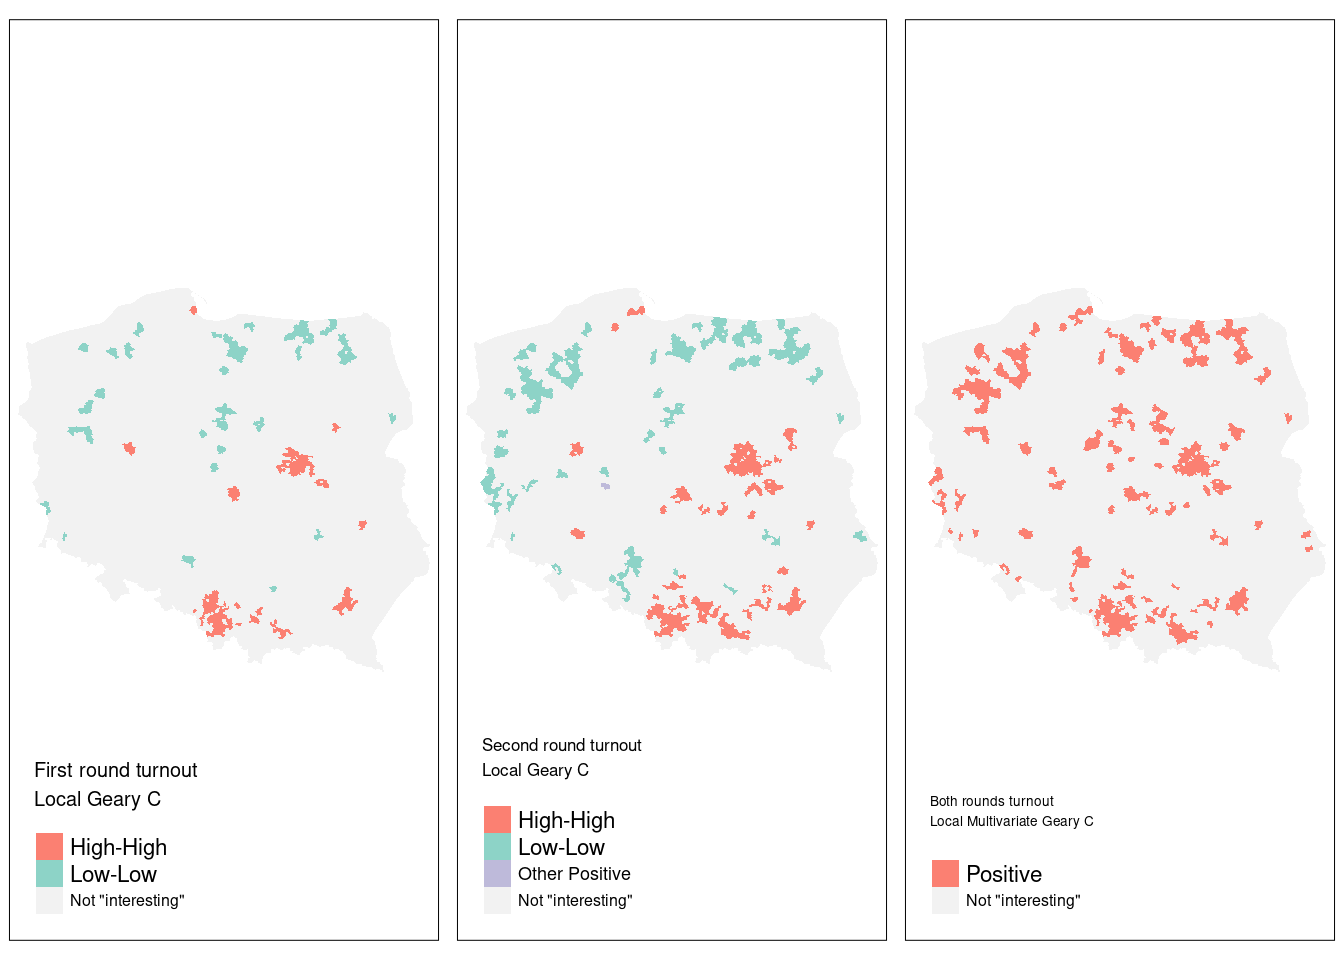 First round turnout
Local Geary C
High-High
Low-Low
Not "interesting"
Second round turnout
Local Geary C
High-High
Low-Low
Other Positive
Not "interesting"
Both rounds turnout
Local Multivariate Geary C
Positive
Not "interesting"